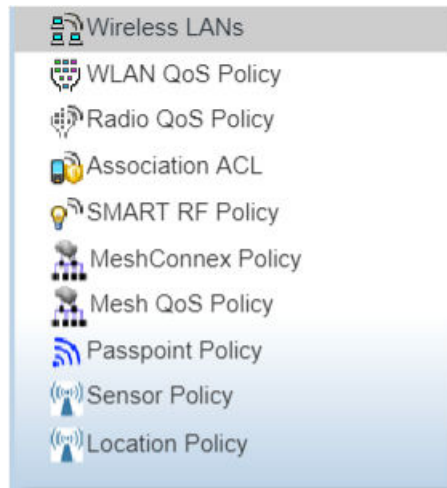 Wireless LANs
WLAN QoS Policy
Radio QoS Policy
Association ACL
SMART RF Policy
MeshConnex Policy
Mesh QoS Policy
Passpoint Policy
Sensor Policy
Location Policy